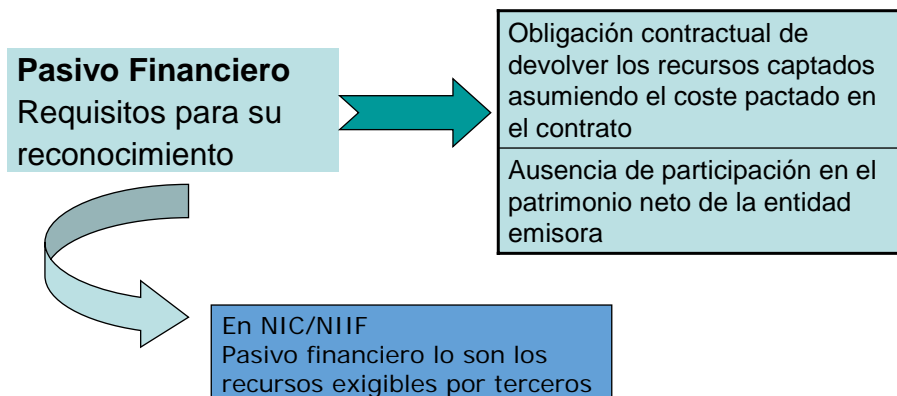 Pasivo Financiero
Requisitos para su
reconocimiento
Obligación contractual de
devolver los recursos captados
asumiendo el coste pactado en
el contrato
Ausencia de participación en el
patrimonio neto de la entidad
emisora
En NIC/NIIF
Pasivo financiero lo son los
recursos exigibles por terceros